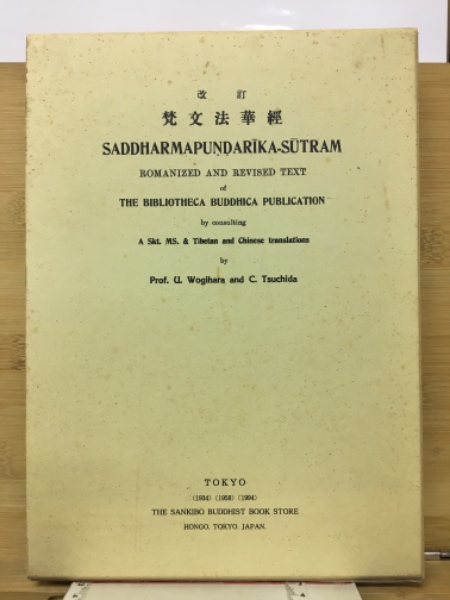 改訂
梵文法華經
SADDHARMAPUṆḌARĪKA-SŪTRAM
ROMANIZED AND REVISED TEXT
of
THE BIBLIOTHECA BUDDHICA PUBLICATION
by consulting
A Skt. MS. & Tibetan and Chinese translations
by
Prof. U. Wogihara and C. Tsuchida
TOKYO
(1934) (1958) (1994)
THE SANKIBO BUDDHIST BOOK STORE
HONGO, TOKYO, JAPAN.